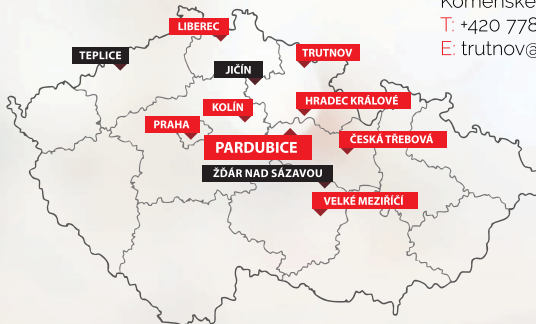 Komenské
T: +420 778
E: trutnov@
LIBEREC
TEPLICE
TRUTNOV
JIČÍN
KOLÍN
HRADEC KRÁLOVÉ
PRAHA
ČESKÁ TŘEBOVÁ
PARDUBICE
ŽĎÁR NAD SÁZAVOU
VELKÉ MEZIŘÍČÍ